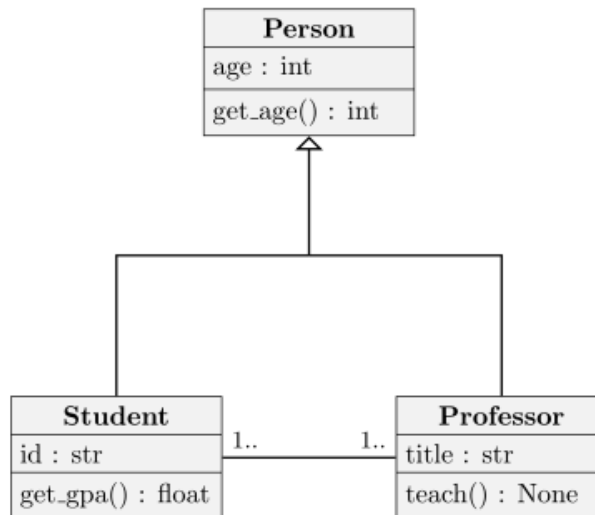 Person
age : int
get_age() : int
Student
id : str
get_gpa() : float
1..
1..
Professor
title : str
teach() : None